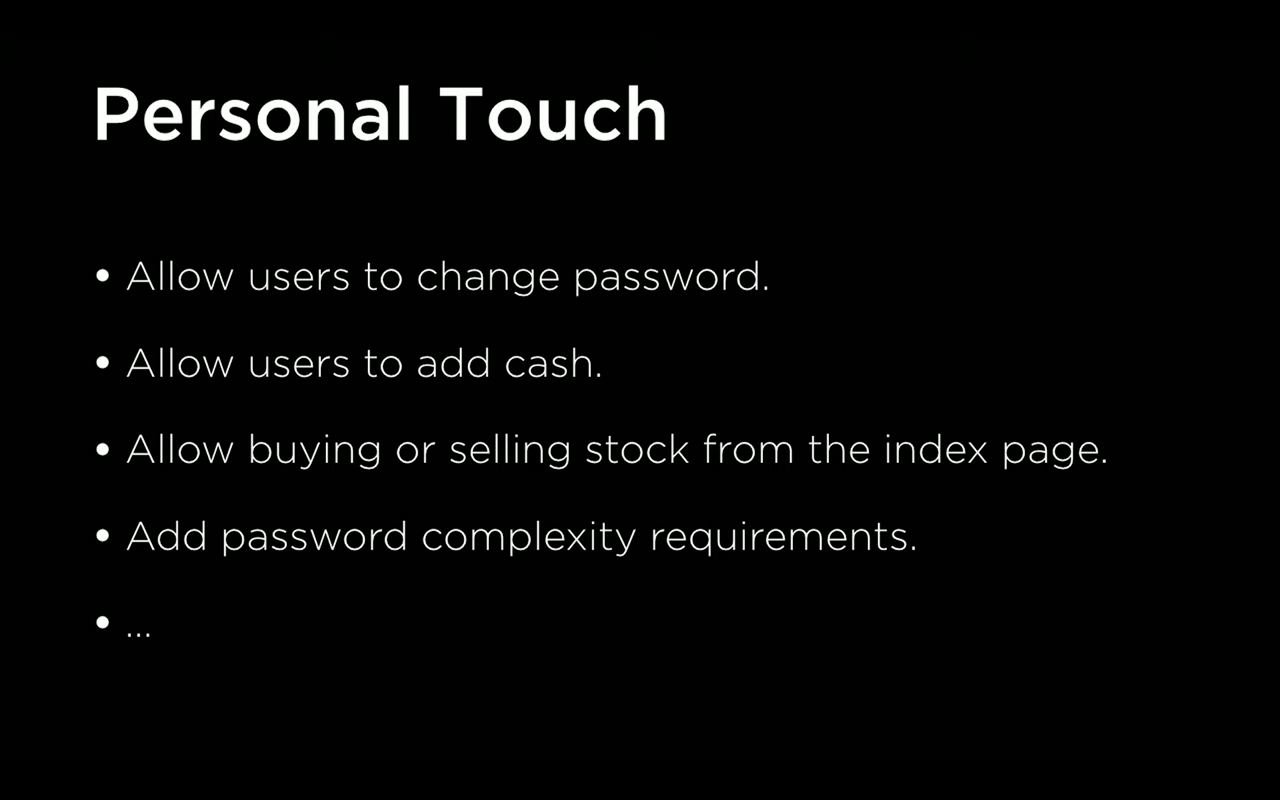 Personal Touch
• Allow users to change password.
• Allow users to add cash.
• Allow buying or selling stock from the index page.
• Add password complexity requirements.
• ...